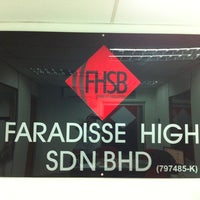 FHSB
FARADISSE HIGH
SDN BHD
(797485-K)